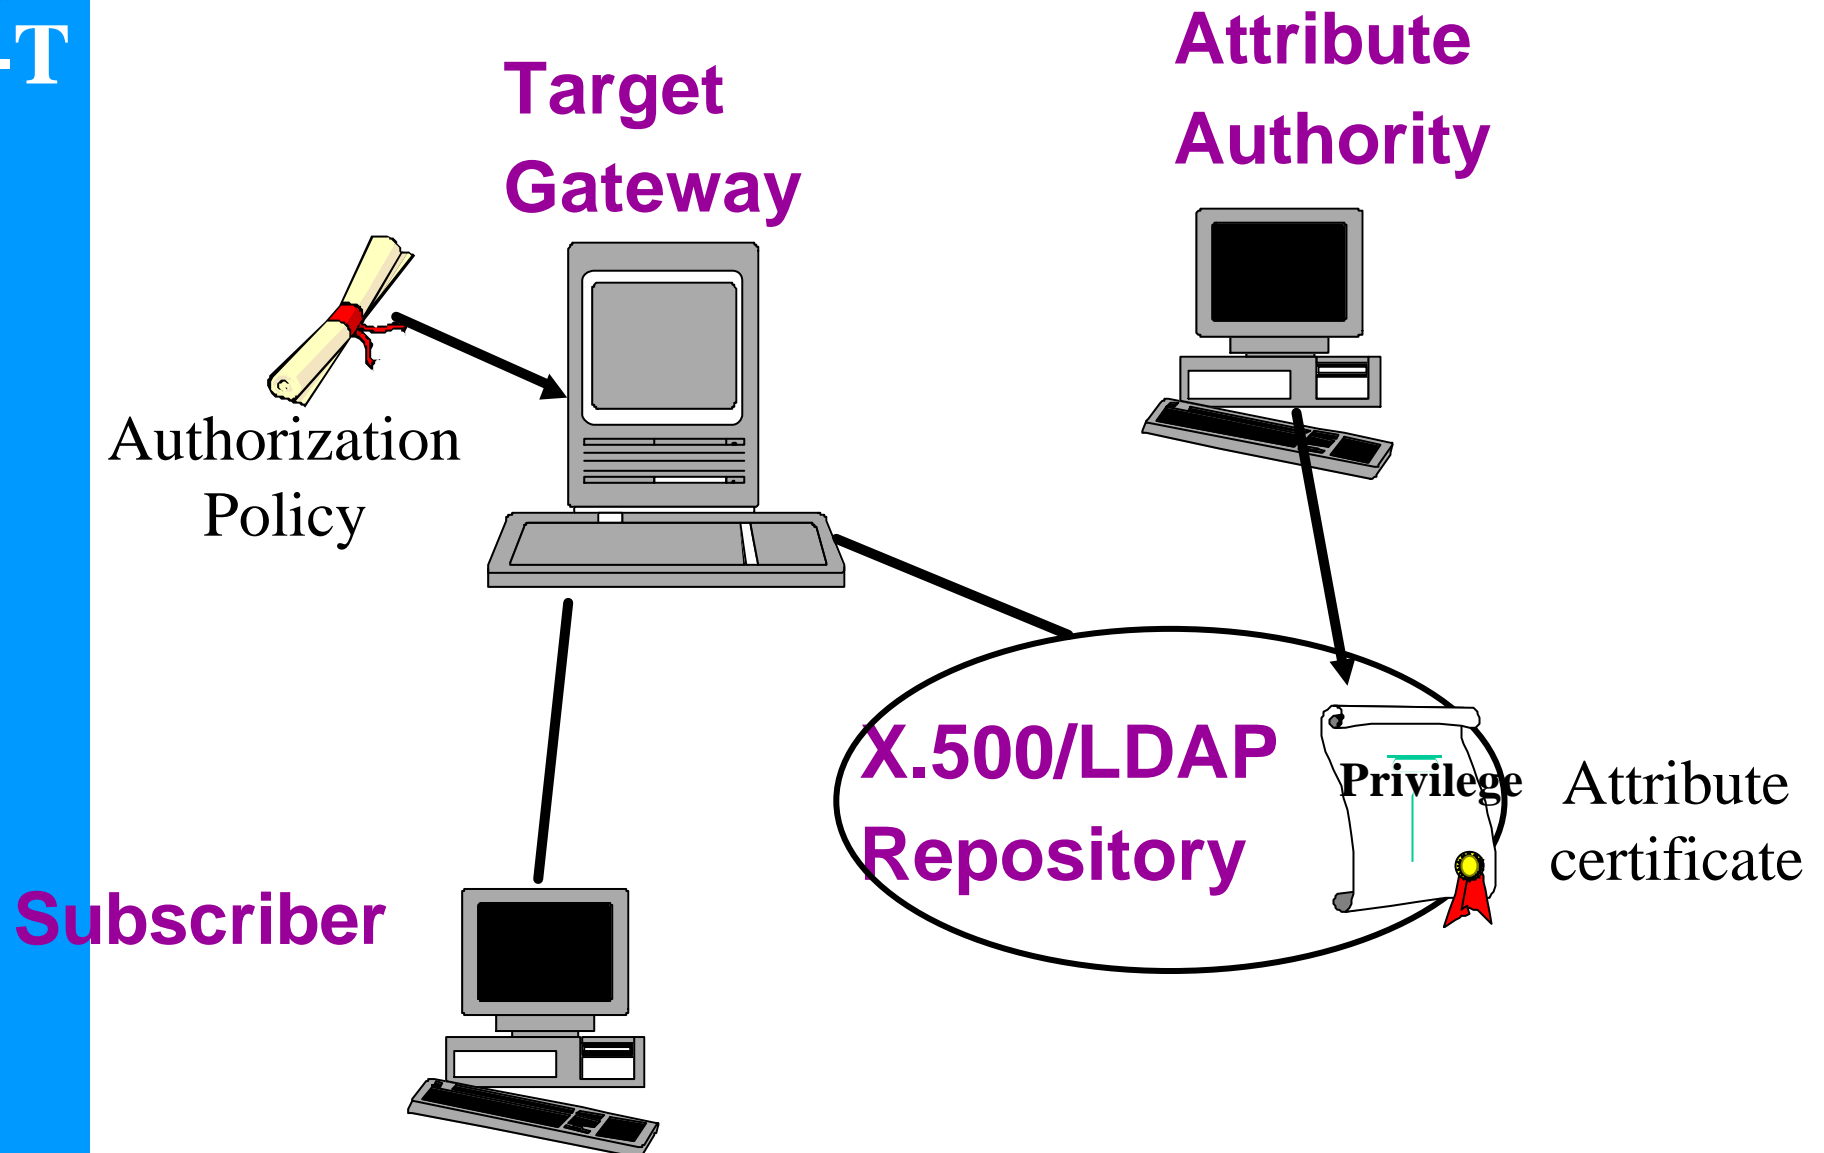 -T
Target
Gateway
Attribute
Authority
Authorization
Policy
X.500/LDAP
Repository
Privilege
Attribute
certificate
Subscriber